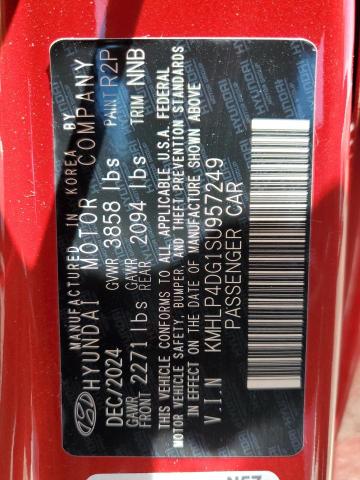 MANUFACTURED IN KOREA BY
HYUNDAI MOTOR COMPANY
DEC/2024 GVWR 3858 lbs PAINT R2P
GAWR FRONT 2271 lbs GAWR REAR 2094 lbs TRIM NNB
THIS VEHICLE CONFORMS TO ALL APPLICABLE U.S.A. FEDERAL
MOTOR VEHICLE SAFETY, BUMPER, AND THEFT PREVENTION STANDARDS
IN EFFECT ON THE DATE OF MANUFACTURE SHOWN ABOVE
V.I.N KMHLP4DG1SU957249
PASSENGER CAR